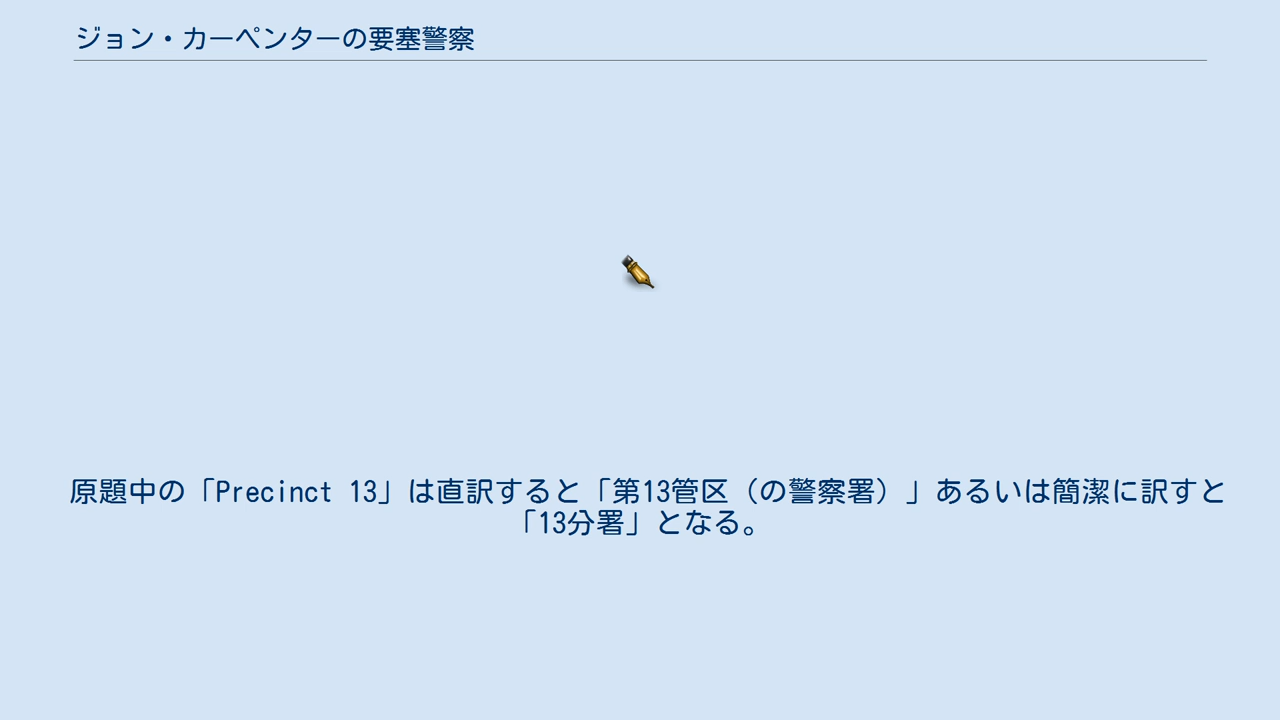 ジョン・カーペンターの要塞警察
原題中の「Precinct 13」は直訳すると「第13管区（の警察署）」あるいは簡潔に訳すと
「13分署」となる。